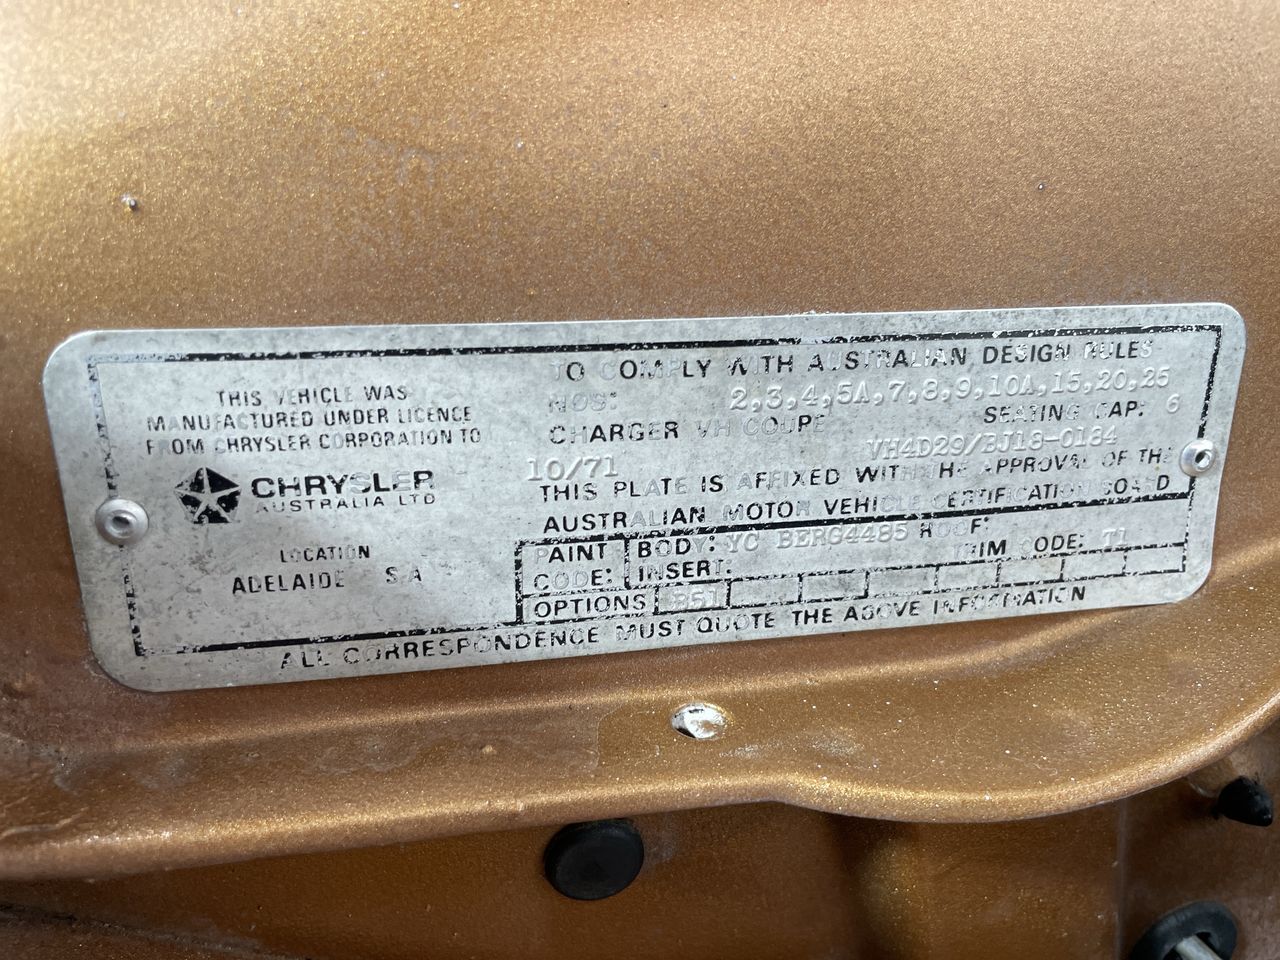 THIS VEHICLE WAS
MANUFACTURED UNDER LICENCE
FROM CHRYSLER CORPORATION TO
CHRYSLER
AUSTRALIA LTD
LOCATION
ADELAIDE S.A
TO COMPLY WITH AUSTRALIAN DESIGN RULES
NOS: 2,3,4,5A,7,8,9,10A,15,20,25
CHARGER VH COUPE SEATING CAP: 6
10/71 VH4D29/BJ18-0184
THIS PLATE IS AFFIXED WITH THE APPROVAL OF THE
AUSTRALIAN MOTOR VEHICLE CERTIFICATION BOARD
PAINT BODY: YC BERG4485 ROOF:
CODE: INSERT: TRIM CODE: T1
OPTIONS B51
ALL CORRESPONDENCE MUST QUOTE THE ABOVE INFORMATION